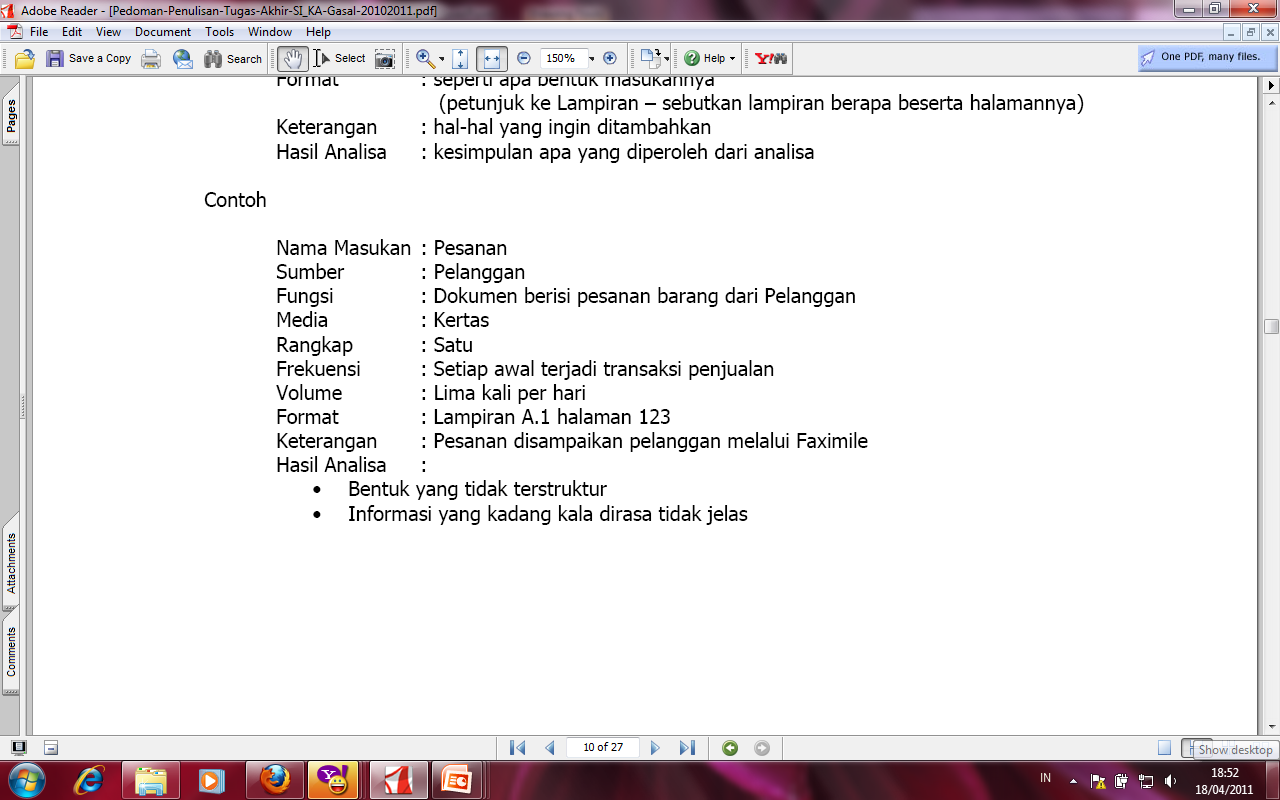 Adobe Reader - [Pedoman-Penulisan-Tugas-Akhir-SI_KA-Gasal-20102011.pdf]
File Edit View Document Tools Window Help
Save a Copy Search Select 150% Help Y! One PDF, many files.
Pages
Format : seperti apa bentuk masukannya
(petunjuk ke Lampiran – sebutkan lampiran berapa beserta halamannya)
Keterangan : hal-hal yang ingin ditambahkan
Hasil Analisa : kesimpulan apa yang diperoleh dari analisa
Contoh
Nama Masukan : Pesanan
Sumber : Pelanggan
Fungsi : Dokumen berisi pesanan barang dari Pelanggan
Media : Kertas
Rangkap : Satu
Frekuensi : Setiap awal terjadi transaksi penjualan
Volume : Lima kali per hari
Format : Lampiran A.1 halaman 123
Keterangan : Pesanan disampaikan pelanggan melalui Faximile
Hasil Analisa :
• Bentuk yang tidak terstruktur
• Informasi yang kadang kala dirasa tidak jelas
Attachments
Comments
10 of 27
Show desktop
IN 18:52
18/04/2011